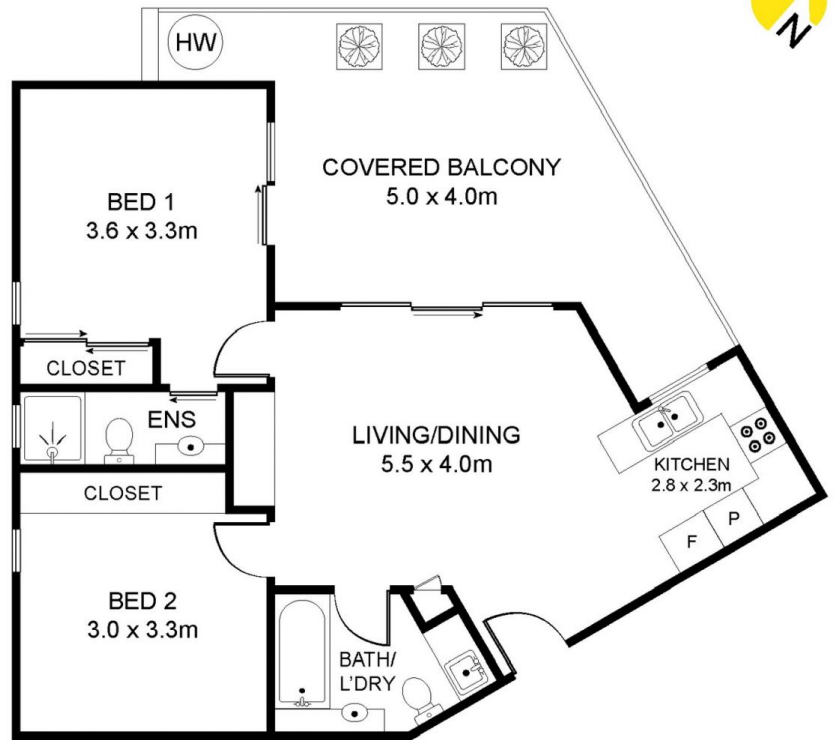 N
HW
COVERED BALCONY
5.0 x 4.0m
BED 1
3.6 x 3.3m
CLOSET
ENS
LIVING/DINING
5.5 x 4.0m
KITCHEN
2.8 x 2.3m
F
P
CLOSET
BED 2
3.0 x 3.3m
BATH/
L'DRY